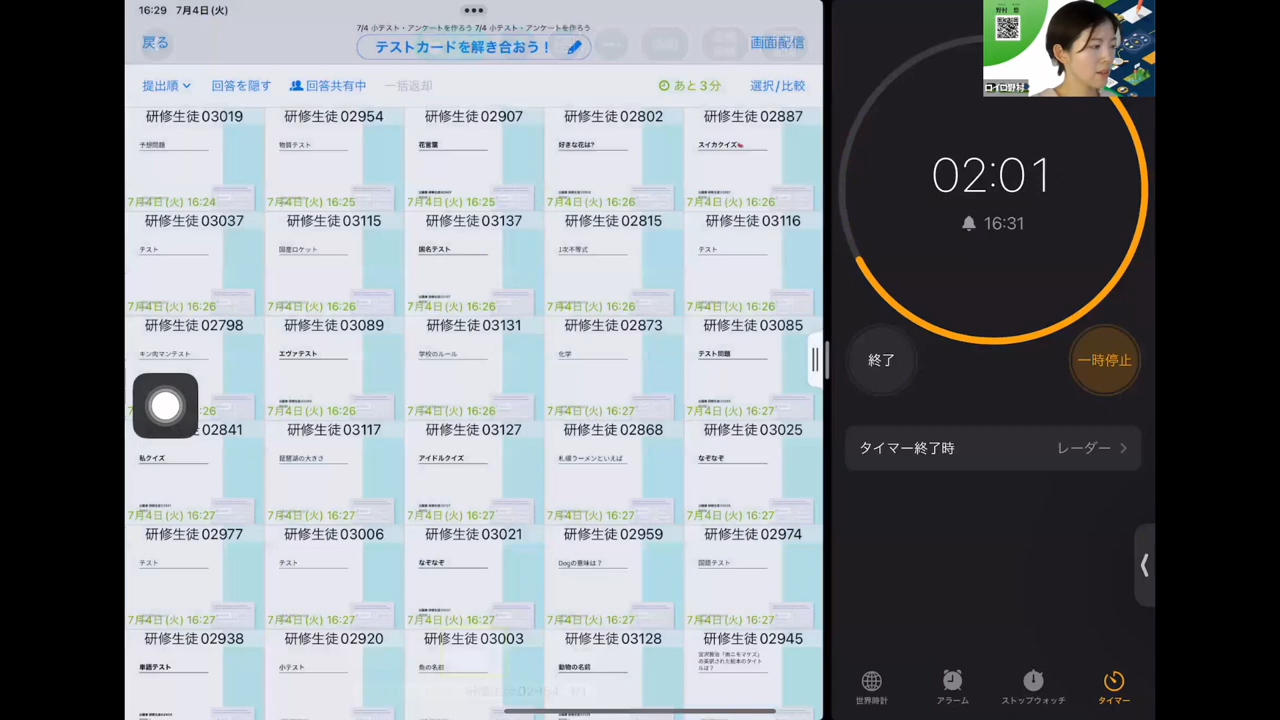 16:29 7月4日(火)
7/4 小テスト・アンケートを作ろう 7/4 小テスト・アンケートを作ろう
戻る
テストカードを解き合おう!
画面配信
提出順
回答を隠す
回答共有中
一括返却
あと3分
選択/比較
研修生徒03019
研修生徒02954
研修生徒02907
研修生徒02802
研修生徒02887
予想問題
物質テスト
花言葉
好きな花は?
スイカクイズ🍉
7月4日(火) 16:24
7月4日(火) 16:25
7月4日(火) 16:25
7月4日(火) 16:26
7月4日(火) 16:26
研修生徒03037
研修生徒03115
研修生徒03137
研修生徒02815
研修生徒03116
テスト
国産ロケット
国名テスト
1次不等式
テスト
7月4日(火) 16:26
7月4日(火) 16:26
7月4日(火) 16:26
7月4日(火) 16:26
7月4日(火) 16:26
研修生徒02798
研修生徒03089
研修生徒03131
研修生徒02873
研修生徒03085
キン肉マンテスト
エヴァテスト
学校のルール
化学
テスト問題
26
7月4日(火) 16:26
7月4日(火) 16:26
7月4日(火) 16:27
7月4日(火) 16:27
02841
研修生徒03117
研修生徒03127
研修生徒02868
研修生徒03025
私クイズ
琵琶湖の大きさ
アイドルクイズ
札幌ラーメンといえば
なぞなぞ
7月4日(火) 16:27
7月4日(火) 16:27
7月4日(火) 16:27
7月4日(火) 16:27
7月4日(火) 16:27
研修生徒02977
研修生徒03006
研修生徒03021
研修生徒02959
研修生徒02974
テスト
テスト
なぞなぞ
Dogの意味は?
国語テスト
7月4日(火) 16:27
7月4日(火) 16:27
7月4日(火) 16:27
7月4日(火) 16:27
7月4日(火) 16:27
研修生徒02938
研修生徒02920
研修生徒03003
研修生徒03128
研修生徒02945
単語テスト
小テスト
魚の名前
動物の名前
宮沢賢治「雨ニモマケズ」
の英訳された絵本のタイト
ルは?
野村 悠
ロイロ野村
02:01
16:31
終了
一時停止
タイマー終了時
レーダー
世界時計
アラーム
ストップウォッチ
タイマー